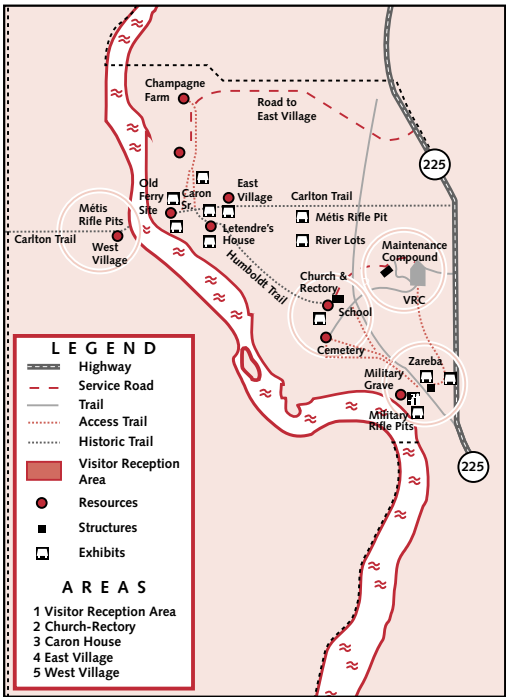 Champagne
Farm
Road to
East Village
225
Old
Ferry
Site
Caron
Sr.
East
Village
Carlton Trail
Métis
Rifle Pits
Métis Rifle Pit
Letendre's
House
River Lots
Carlton Trail
West
Village
Maintenance
Compound
Humboldt Trail
Church &
Rectory
VRC
School
Cemetery
Zareba
Military
Grave
Military
Rifle Pits
225
LEGEND
Highway
Service Road
Trail
Access Trail
Historic Trail
Visitor Reception
Area
Resources
Structures
Exhibits
AREAS
1 Visitor Reception Area
2 Church-Rectory
3 Caron House
4 East Village
5 West Village